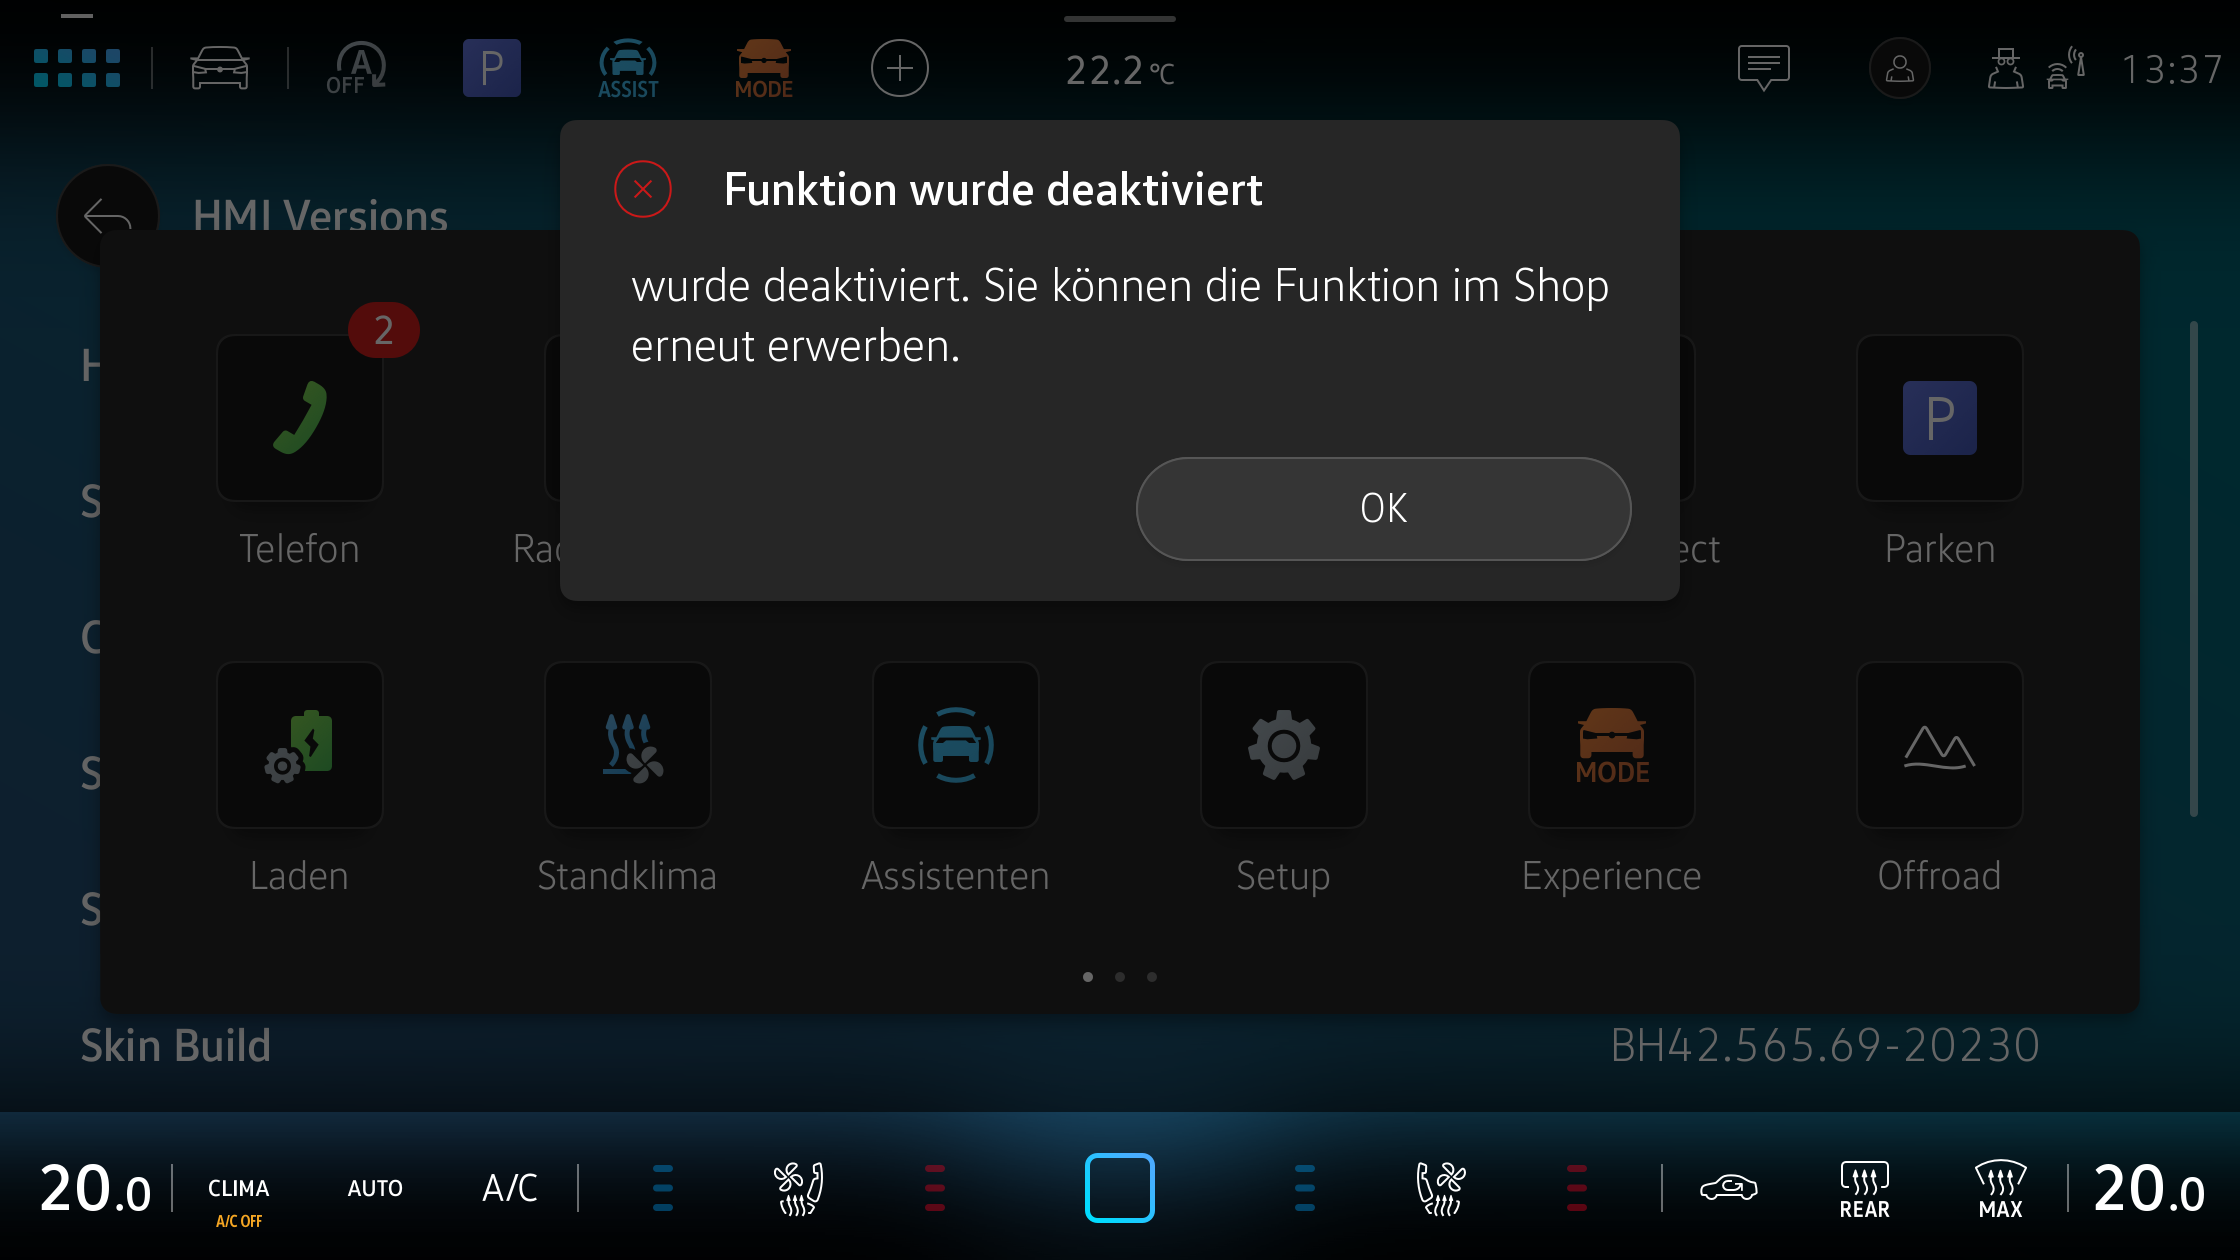 A
OFF
P
ASSIST
MODE
22.2 °C
13:37
HMI Versions
Funktion wurde deaktiviert
wurde deaktiviert. Sie können die Funktion im Shop
erneut erwerben.
OK
2
P
Telefon
Parken
MODE
Laden
Standklima
Assistenten
Setup
Experience
Offroad
Skin Build
BH42.565.69-20230
20.0
CLIMA
A/C OFF
AUTO
A/C
REAR
MAX
20.0